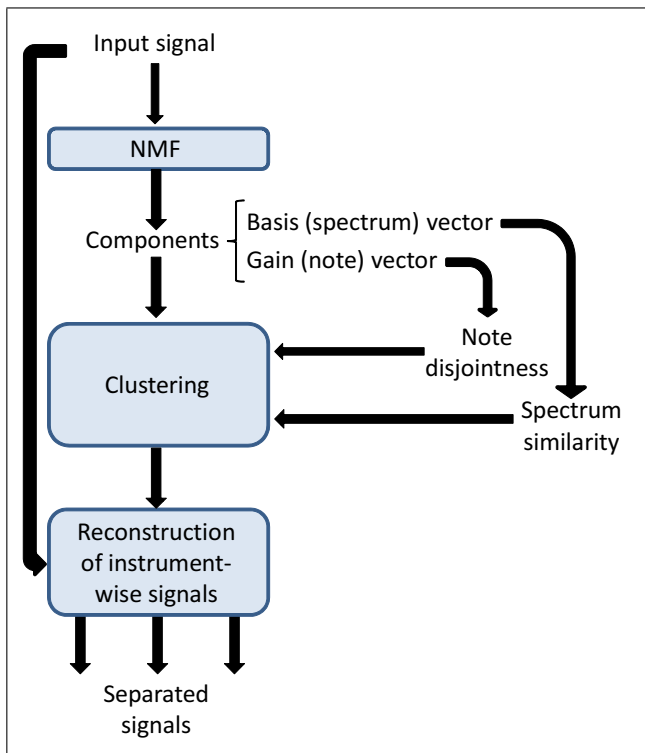 Input signal
NMF
Components
Basis (spectrum) vector
Gain (note) vector
Note
disjointness
Clustering
Spectrum
similarity
Reconstruction
of instrument-
wise signals
Separated
signals